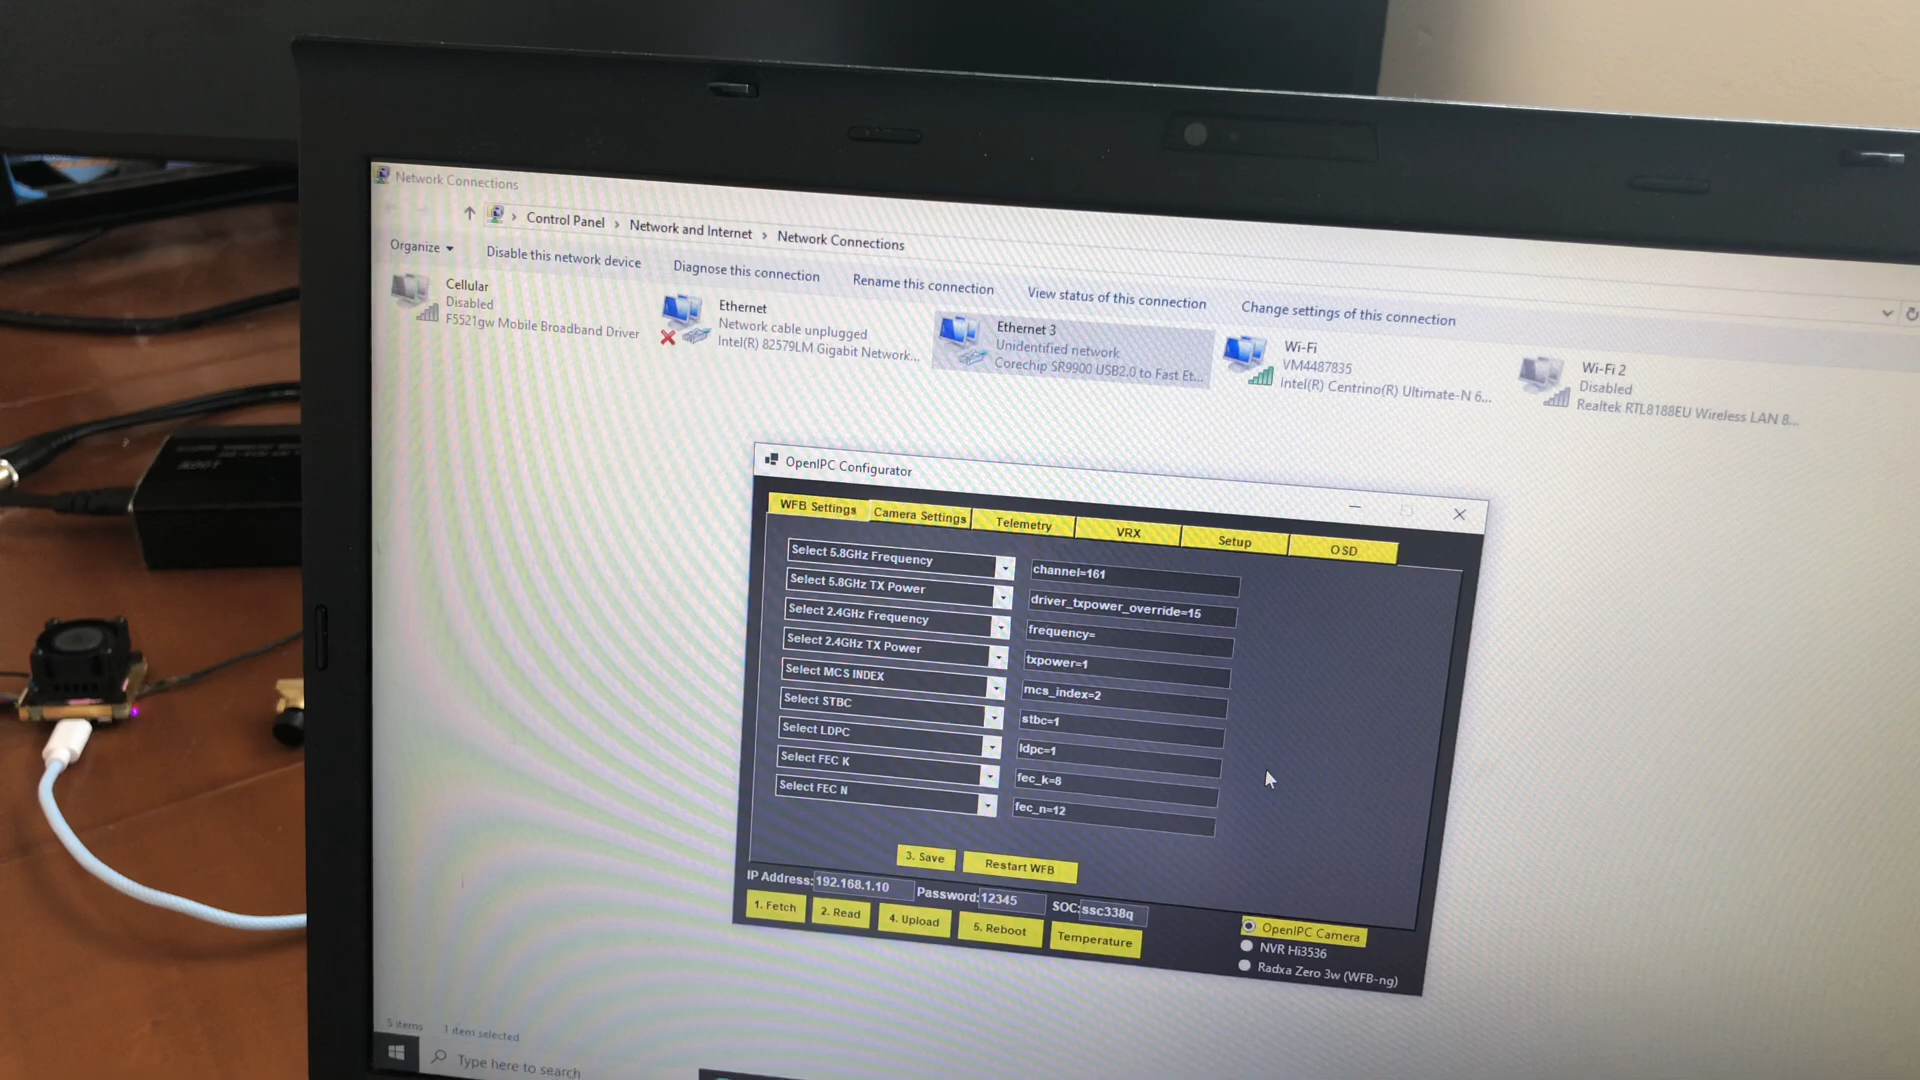 Network Connections
Control Panel > Network and Internet > Network Connections
Organize
Disable this network device
Diagnose this connection
Rename this connection
View status of this connection
Change settings of this connection
Cellular
Disabled
F5521gw Mobile Broadband Driver
Ethernet
Network cable unplugged
Intel(R) 82579LM Gigabit Network...
Ethernet 3
Unidentified network
Corechip SR9900 USB2.0 to Fast Et...
Wi-Fi
VM4487835
Intel(R) Centrino(R) Ultimate-N 6...
Wi-Fi 2
Disabled
Realtek RTL8188EU Wireless LAN 8...
OpenIPC Configurator
WFB Settings
Camera Settings
Telemetry
VRX
Setup
OSD
Select 5.8GHz Frequency
channel=161
Select 5.8GHz TX Power
driver_txpower_override=15
Select 2.4GHz Frequency
frequency=
Select 2.4GHz TX Power
txpower=1
Select MCS INDEX
mcs_index=2
Select STBC
stbc=1
Select LDPC
ldpc=1
Select FEC K
fec_k=8
Select FEC N
fec_n=12
3. Save
Restart WFB
IP Address: 192.168.1.10
Password: 12345
SOC: ssc338q
1. Fetch
2. Read
4. Upload
5. Reboot
Temperature
OpenIPC Camera
NVR Hi3536
Radxa Zero 3w (WFB-ng)
5 items
1 item selected
Type here to search